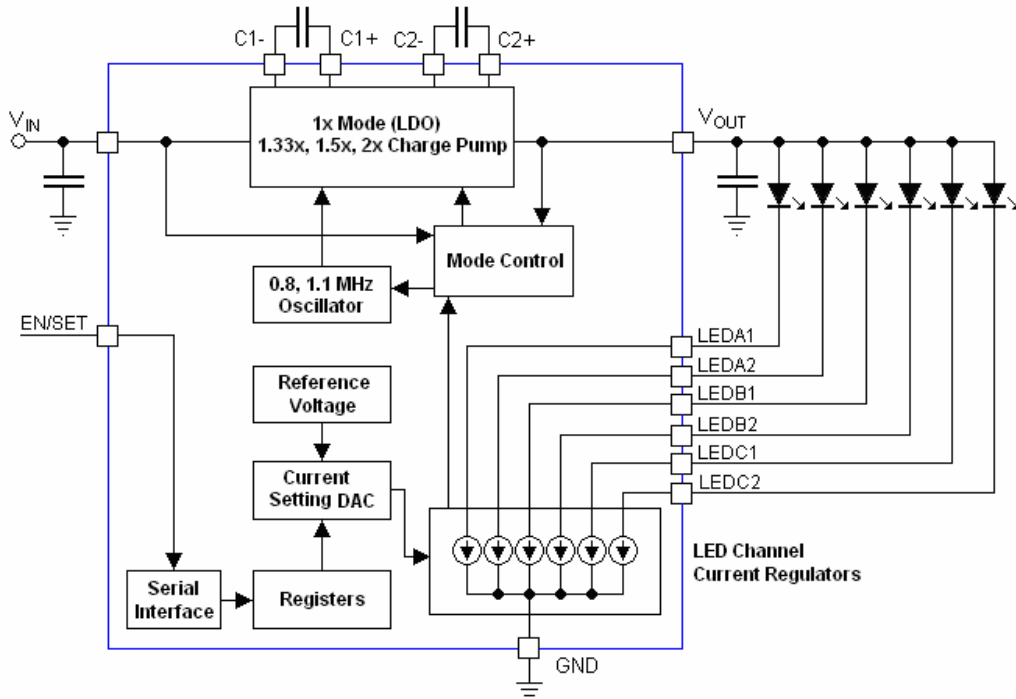 C1- C1+ C2- C2+
VIN
1x Mode (LDO)
1.33x, 1.5x, 2x Charge Pump
VOUT
Mode Control
0.8, 1.1 MHz
Oscillator
EN/SET
LEDA1
LEDA2
LEDB1
LEDB2
LEDC1
LEDC2
Reference
Voltage
Current
Setting DAC
LED Channel
Current Regulators
Serial
Interface
Registers
GND